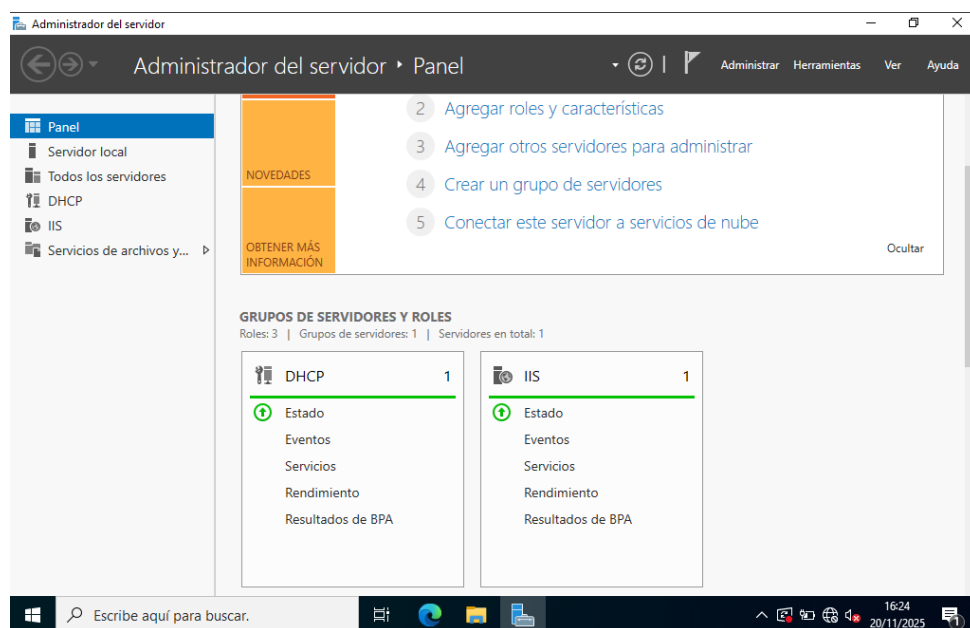 Administrador del servidor
Administrador del servidor ‣ Panel
Administrar Herramientas Ver Ayuda
Panel
Servidor local
Todos los servidores
DHCP
IIS
Servicios de archivos y...
NOVEDADES
OBTENER MÁS
INFORMACIÓN
2 Agregar roles y características
3 Agregar otros servidores para administrar
4 Crear un grupo de servidores
5 Conectar este servidor a servicios de nube
Ocultar
GRUPOS DE SERVIDORES Y ROLES
Roles: 3 | Grupos de servidores: 1 | Servidores en total: 1
DHCP 1
Estado
Eventos
Servicios
Rendimiento
Resultados de BPA
IIS 1
Estado
Eventos
Servicios
Rendimiento
Resultados de BPA
Escribe aquí para buscar.
16:24
20/11/2025
1